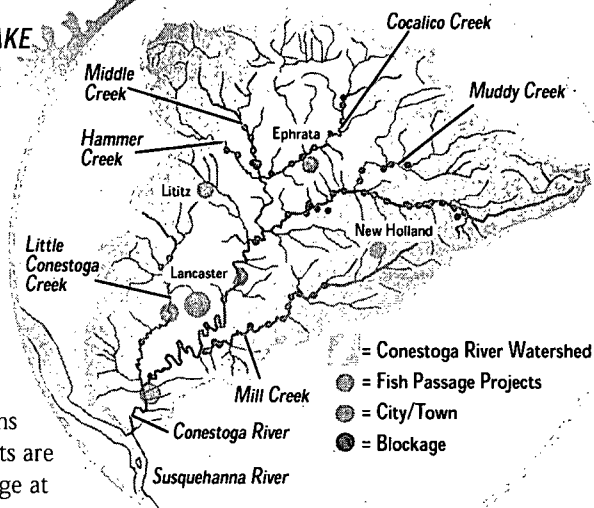 AKE
Cocalico Creek
Middle
Creek
Muddy Creek
Ephrata
Hammer
Creek
Lititz
New Holland
Little
Conestoga
Creek
Lancaster
= Conestoga River Watershed
= Fish Passage Projects
Mill Creek
= City/Town
Conestoga River
= Blockage
Susquehanna River
ns
ts are
ge at